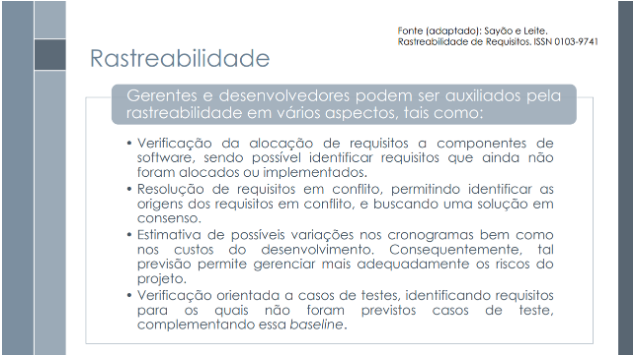 Fonte (adaptado): Sayão e Leite.
Rastreabilidade de Requisitos. ISSN 0103-9741
Rastreabilidade
Gerentes e desenvolvedores podem ser auxiliados pela
rastreabilidade em vários aspectos, tais como:
• Verificação da alocação de requisitos a componentes de
software, sendo possível identificar requisitos que ainda não
foram alocados ou implementados.
• Resolução de requisitos em conflito, permitindo identificar as
origens dos requisitos em conflito, e buscando uma solução em
consenso.
• Estimativa de possíveis variações nos cronogramas bem como
nos custos do desenvolvimento. Consequentemente, tal
previsão permite gerenciar mais adequadamente os riscos do
projeto.
• Verificação orientada a casos de testes, identificando requisitos
para os quais não foram previstos casos de teste,
complementando essa baseline.